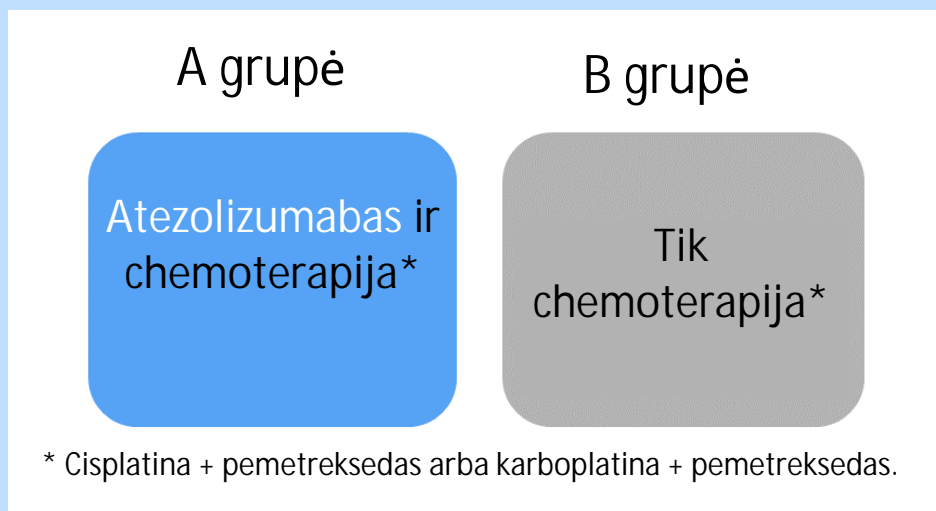 A grupė
B grupė
Atezolizumabas ir
chemoterapija*
Tik
chemoterapija*
* Cisplatina + pemetreksedas arba karboplatina + pemetreksedas.